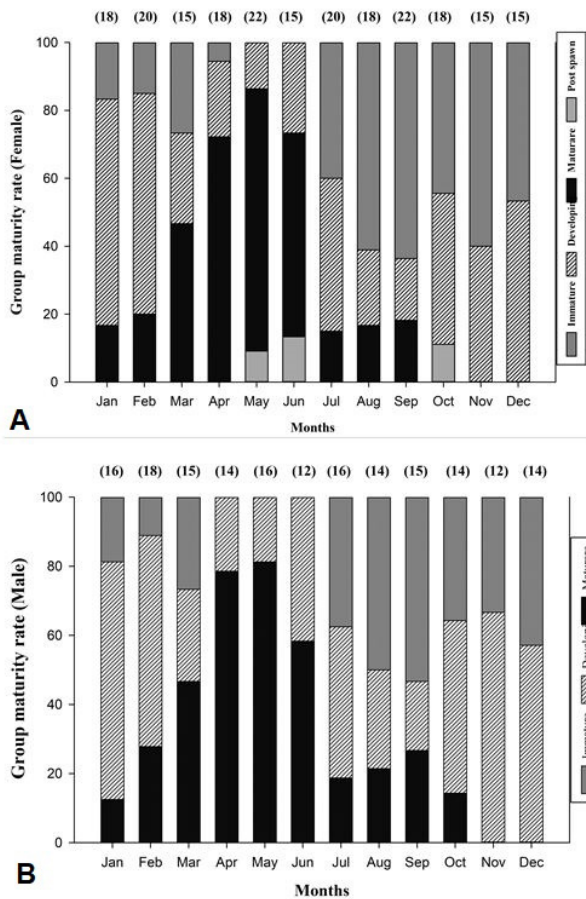 (18) (20) (15) (18) (22) (15) (20) (18) (22) (18) (15) (15)
100
80
60
40
20
0
Group maturity rate (Female)
Jan Feb Mar Apr May Jun Jul Aug Sep Oct Nov Dec
Months
A
Post spawn
Maturare
Developin
Immature
(16) (18) (15) (14) (16) (12) (16) (14) (15) (14) (12) (14)
100
80
60
40
20
0
Group maturity rate (Male)
Jan Feb Mar Apr May Jun Jul Aug Sep Oct Nov Dec
Months
B